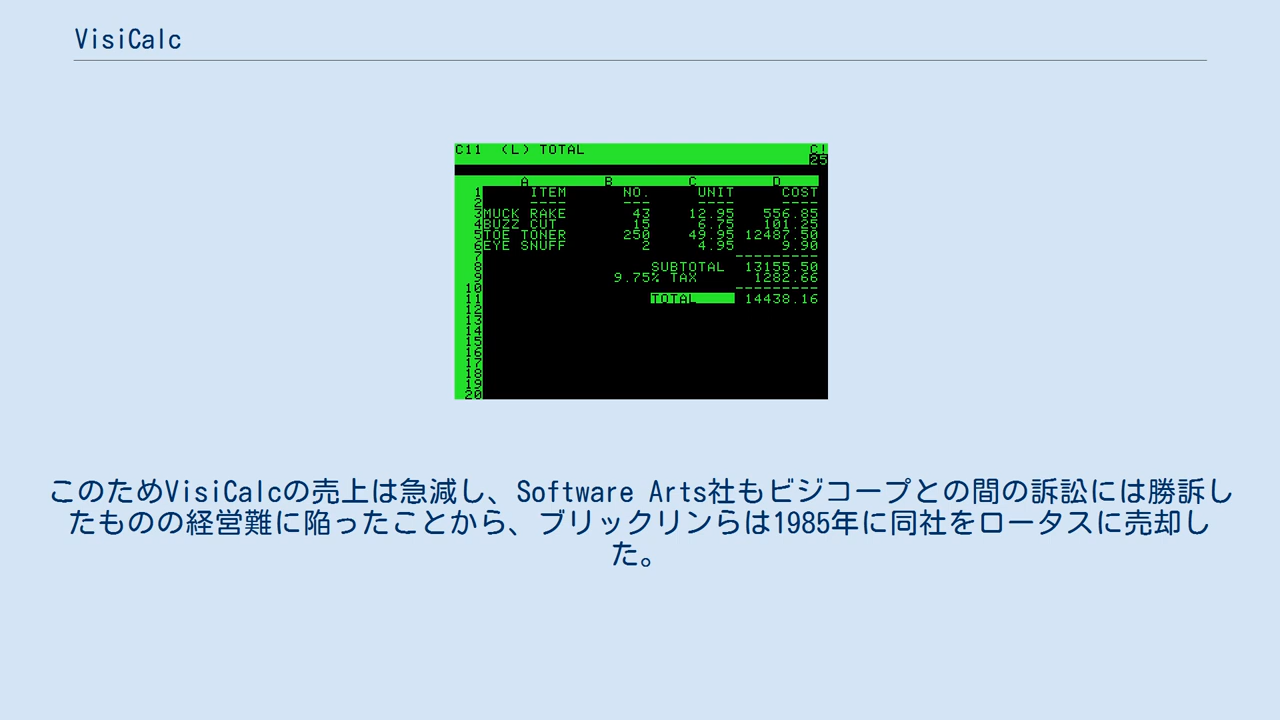 VisiCalc
C11 (L) TOTAL C!
25
A B C D
1 ITEM NO. UNIT COST
2 ---- --- ---- ----
3 MUCK RAKE 43 12.95 556.85
4 BUZZ CUT 15 6.75 101.25
5 TOE TONER 250 49.95 12487.50
6 EYE SNUFF 2 4.95 9.90
7 ---------
8 SUBTOTAL 13155.50
9 9.75% TAX 1282.66
10 ---------
11 TOTAL 14438.16
12
13
14
15
16
17
18
19
20
このためVisiCalcの売上は急減し、Software Arts社もビジコープとの間の訴訟には勝訴し
たものの経営難に陥ったことから、ブリックリンらは1985年に同社をロータスに売却し
た。